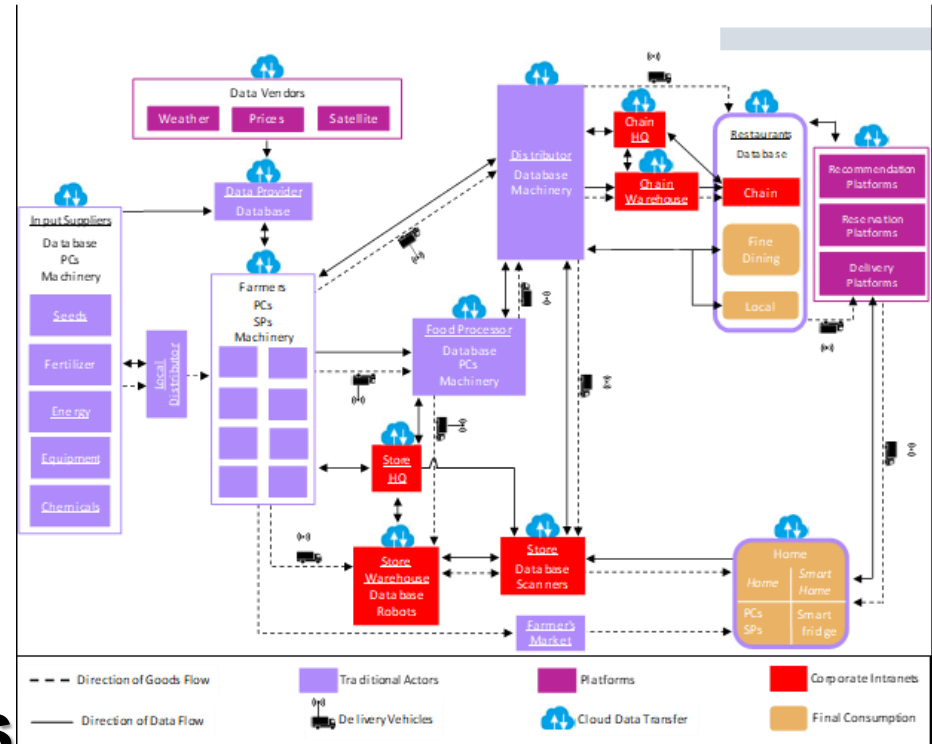 Data Vendors
Weather
Prices
Satellite
Data Provider
Database
Input Suppliers
Database
PCs
Machinery
Seeds
Fertilizer
Energy
Equipment
Chemicals
Local
Distributor
Farmers
PCs
SPs
Machinery
Distributor
Database
Machinery
Food Processor
Database
PCs
Machinery
Chain
HQ
Chain
Warehouse
Restaurants
Database
Chain
Fine
Dining
Local
Recommendation
Platforms
Reservation
Platforms
Delivery
Platforms
Store
HQ
Store
Warehouse
Database
Robots
Store
Database
Scanners
Farmer's
Market
Home
Home
Smart
Home
PCs
SPs
Smart
fridge
Direction of Goods Flow
Traditional Actors
Platforms
Corporate Intranets
Direction of Data Flow
Delivery Vehicles
Cloud Data Transfer
Final Consumption